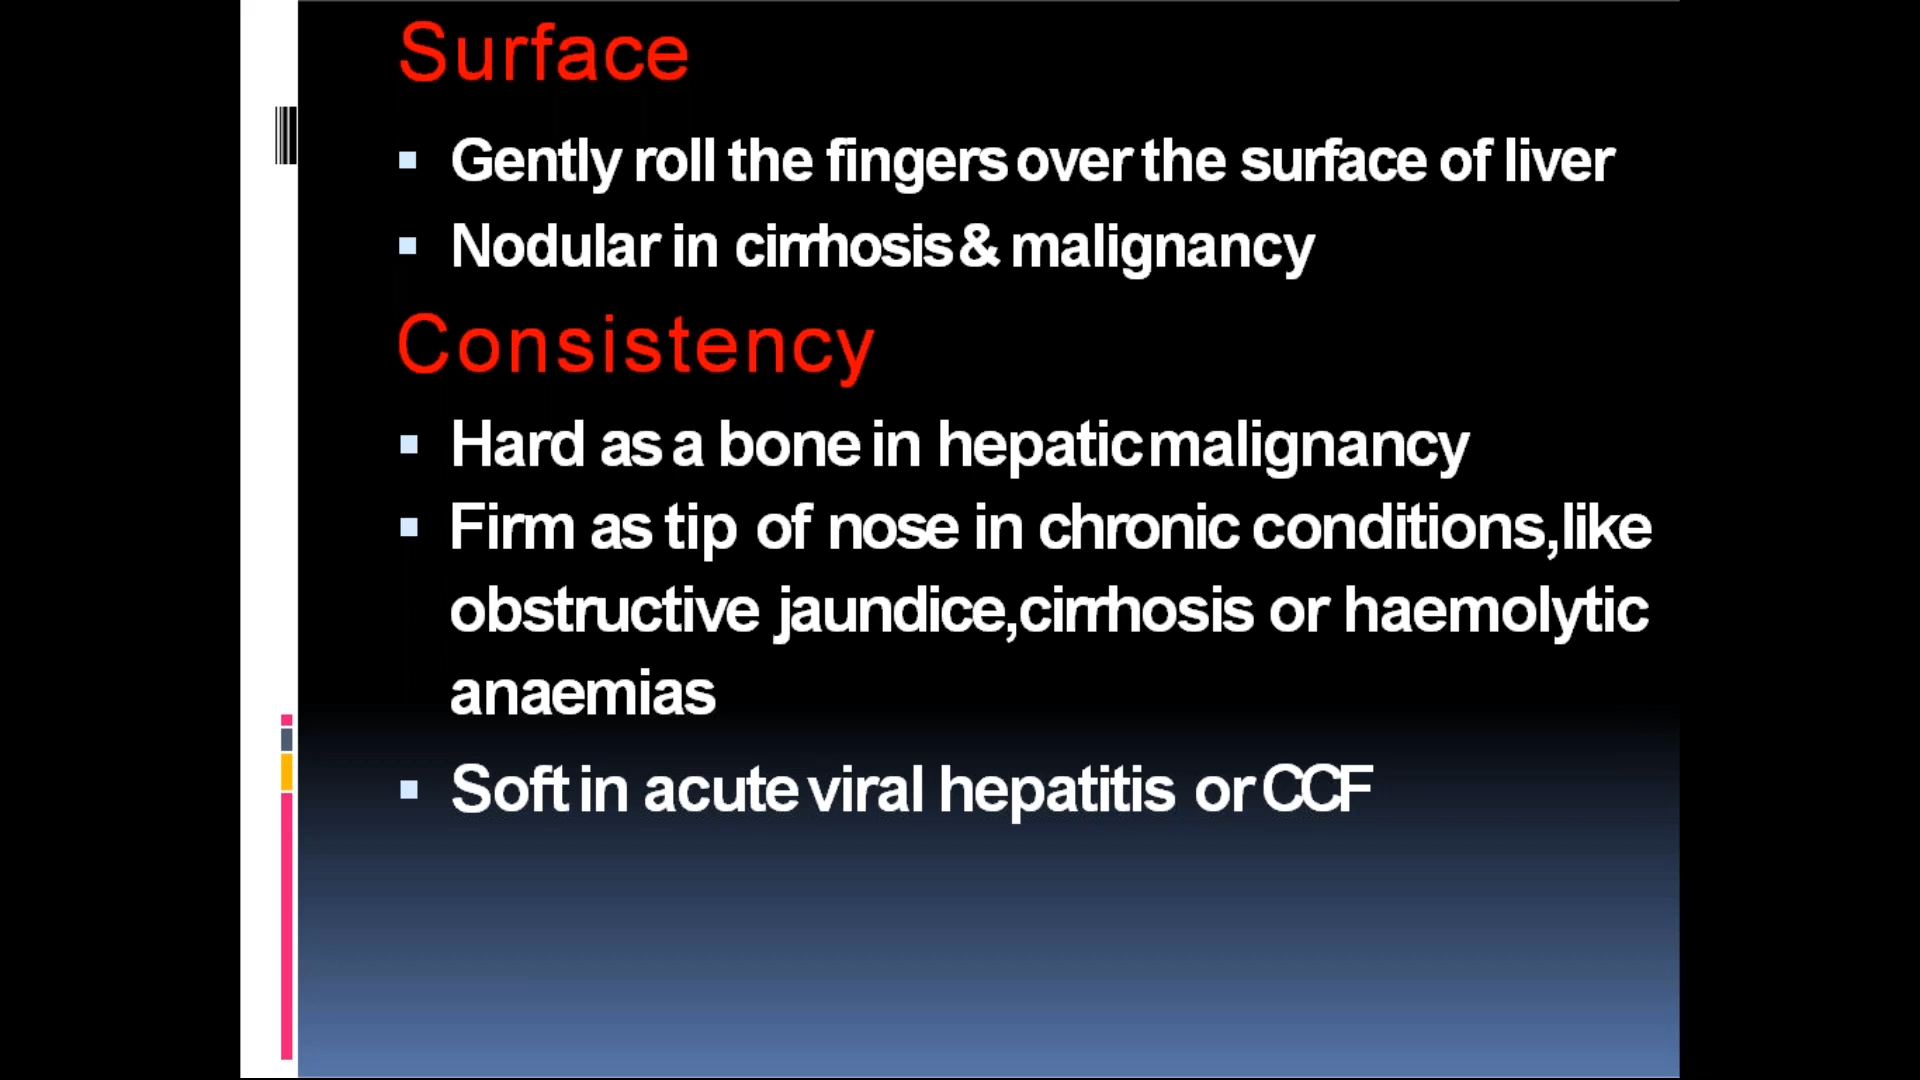 Surface
Gently roll the fingers over the surface of liver
Nodular in cirrhosis & malignancy
Consistency
Hard as a bone in hepatic malignancy
Firm as tip of nose in chronic conditions,like
obstructive jaundice,cirrhosis or haemolytic
anaemias
Soft in acute viral hepatitis or CCF